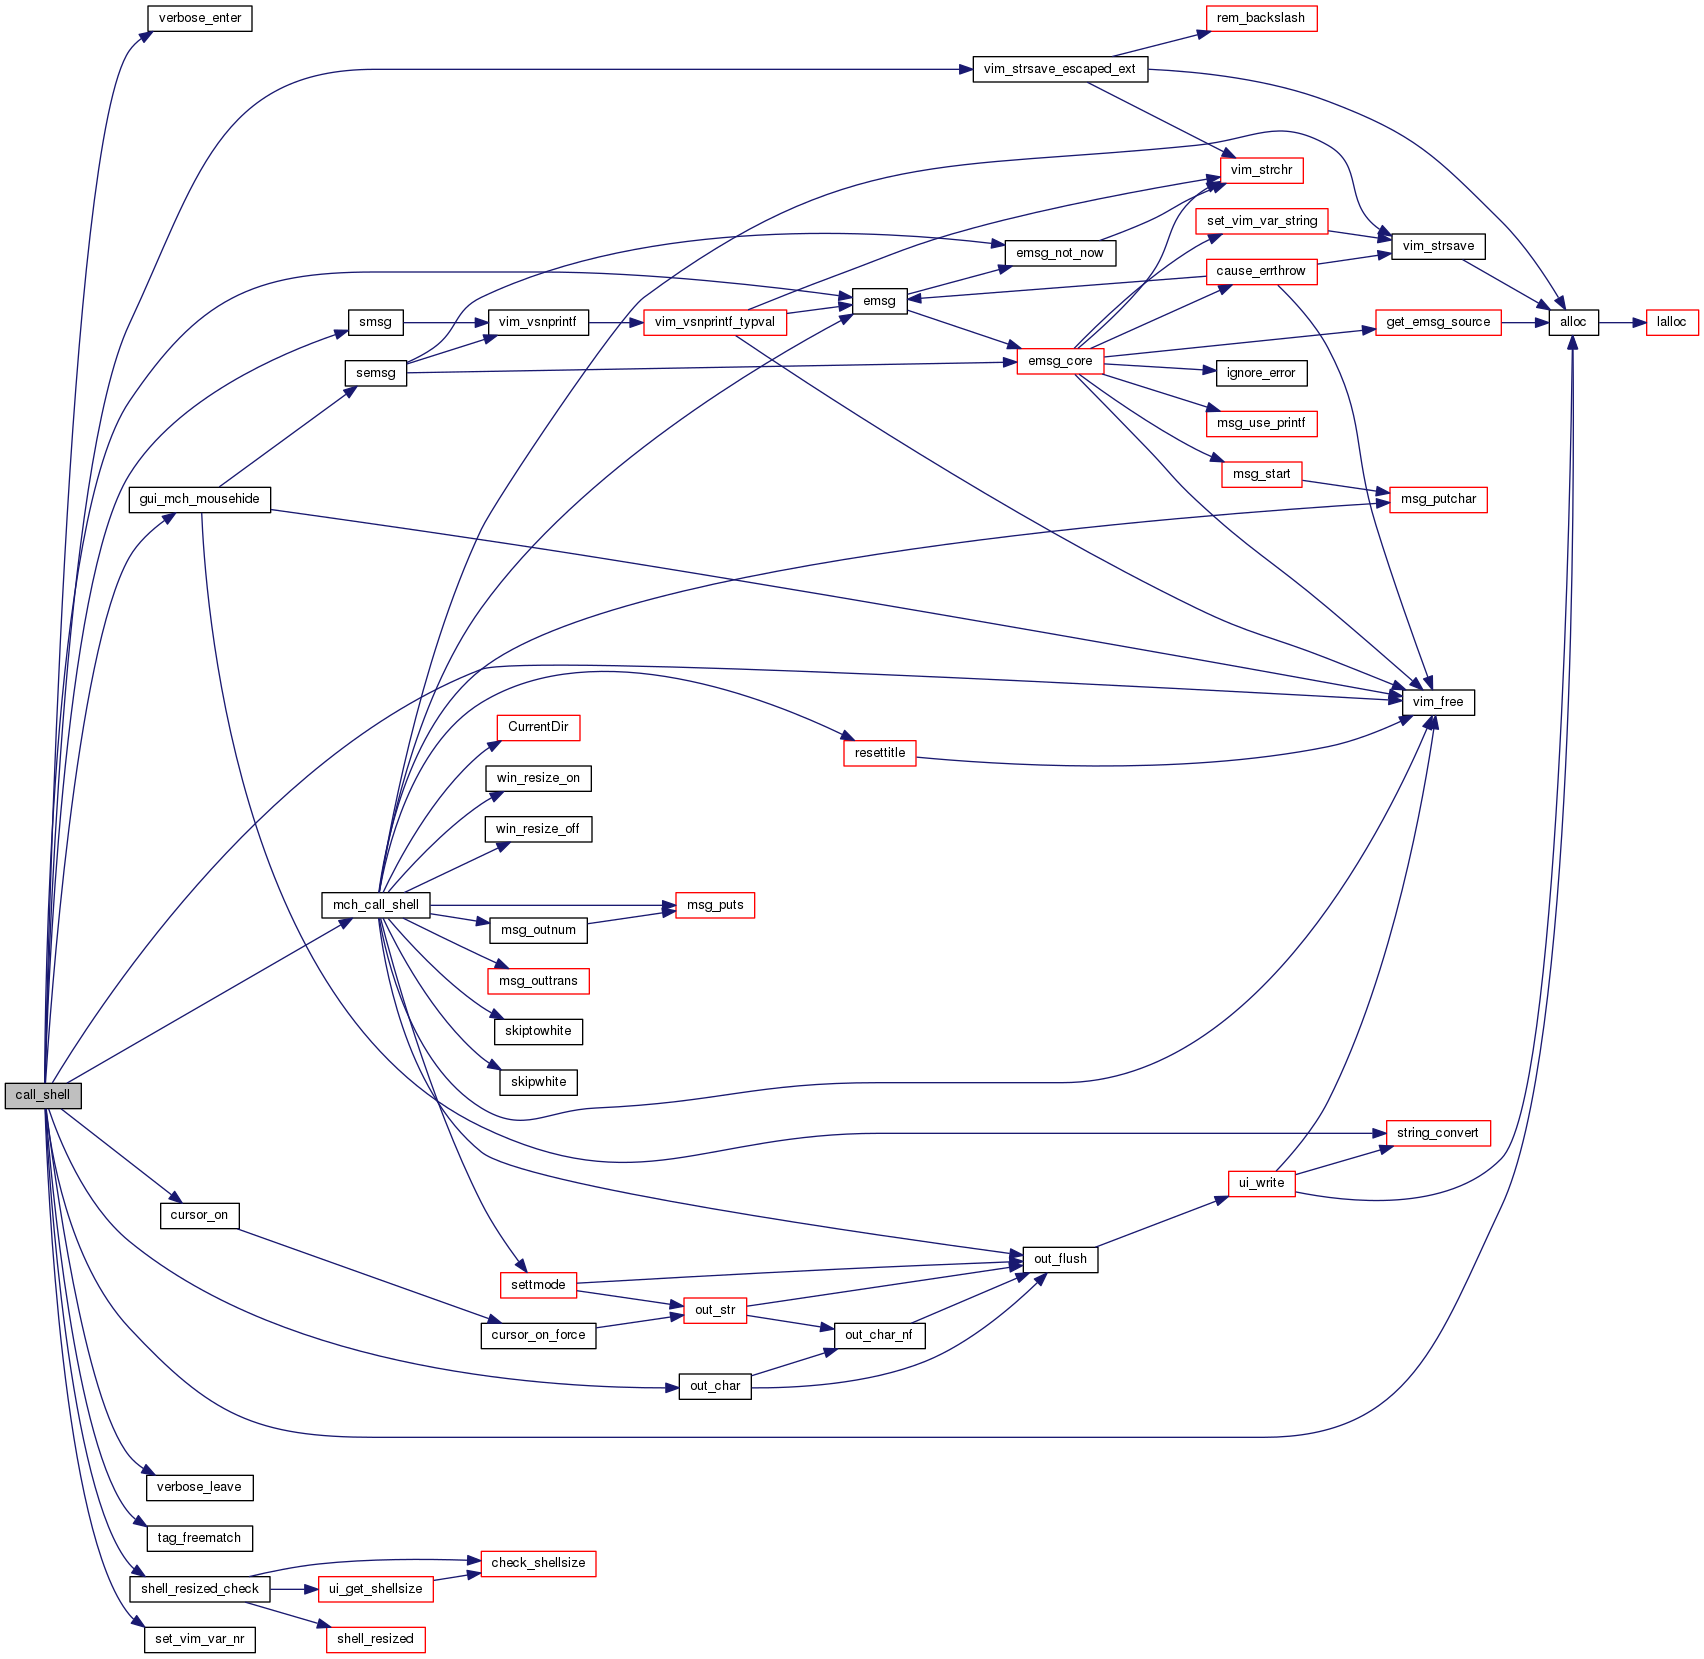 verbose_enter
rem_backslash
vim_strsave_escaped_ext
vim_strchr
set_vim_var_string
vim_strsave
emsg_not_now
cause_errthrow
emsg
smsg
vim_vsnprintf
vim_vsnprintf_typval
get_emsg_source
alloc
lalloc
semsg
emsg_core
ignore_error
msg_use_printf
msg_start
gui_mch_mousehide
msg_putchar
vim_free
CurrentDir
resettitle
win_resize_on
win_resize_off
mch_call_shell
msg_puts
msg_outnum
msg_outtrans
skiptowhite
skipwhite
call_shell
string_convert
ui_write
cursor_on
out_flush
settmode
out_str
cursor_on_force
out_char_nf
out_char
verbose_leave
tag_freematch
check_shellsize
shell_resized_check
ui_get_shellsize
set_vim_var_nr
shell_resized